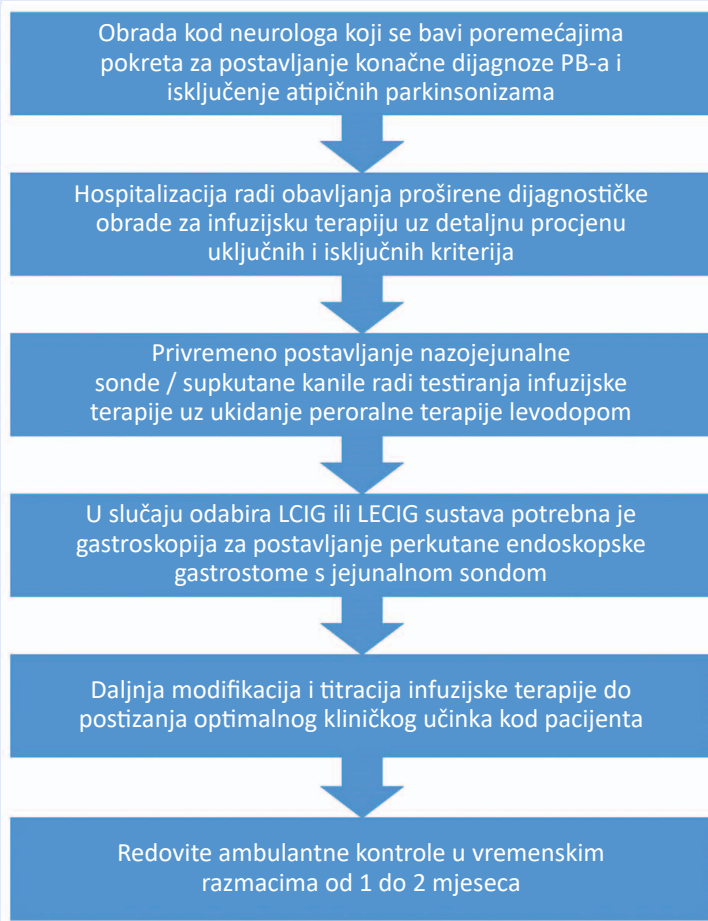 Obrada kod neurologa koji se bavi poremećajima
pokreta za postavljanje konačne dijagnoze PB-a i
isključenje atipičnih parkinsonizama
Hospitalizacija radi obavljanja proširene dijagnostičke
obrade za infuzijsku terapiju uz detaljnu procjenu
uključnih i isključnih kriterija
Privremeno postavljanje nazojejunalne
sonde / supkutane kanile radi testiranja infuzijske
terapije uz ukidanje peroralne terapije levodopom
U slučaju odabira LCIG ili LECIG sustava potrebna je
gastroskopija za postavljanje perkutane endoskopske
gastrostome s jejunalnom sondom
Daljnja modifikacija i titracija infuzijske terapije do
postizanja optimalnog kliničkog učinka kod pacijenta
Redovite ambulantne kontrole u vremenskim
razmacima od 1 do 2 mjeseca